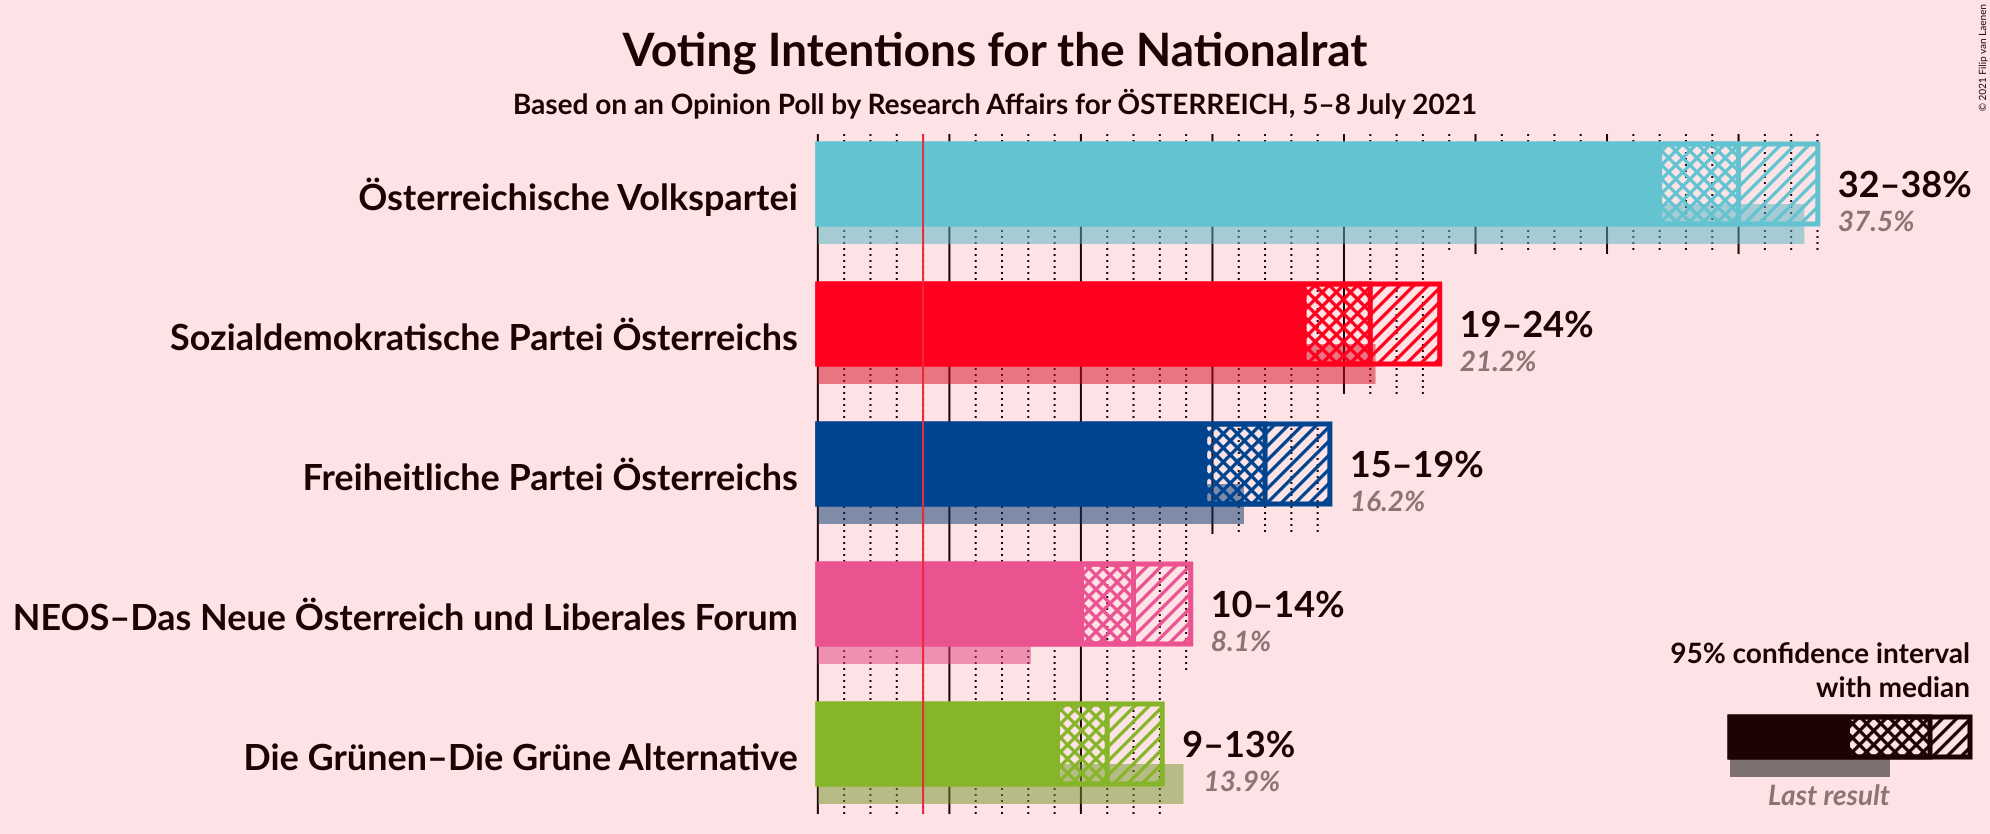 Voting Intentions for the Nationalrat
Based on an Opinion Poll by Research Affairs for ÖSTERREICH, 5–8 July 2021
© 2021 Filip van Laenen
Österreichische Volkspartei
32–38%
37.5%
Sozialdemokratische Partei Österreichs
19–24%
21.2%
Freiheitliche Partei Österreichs
15–19%
16.2%
NEOS–Das Neue Österreich und Liberales Forum
10–14%
8.1%
Die Grünen–Die Grüne Alternative
9–13%
13.9%
95% confidence interval
with median
Last result